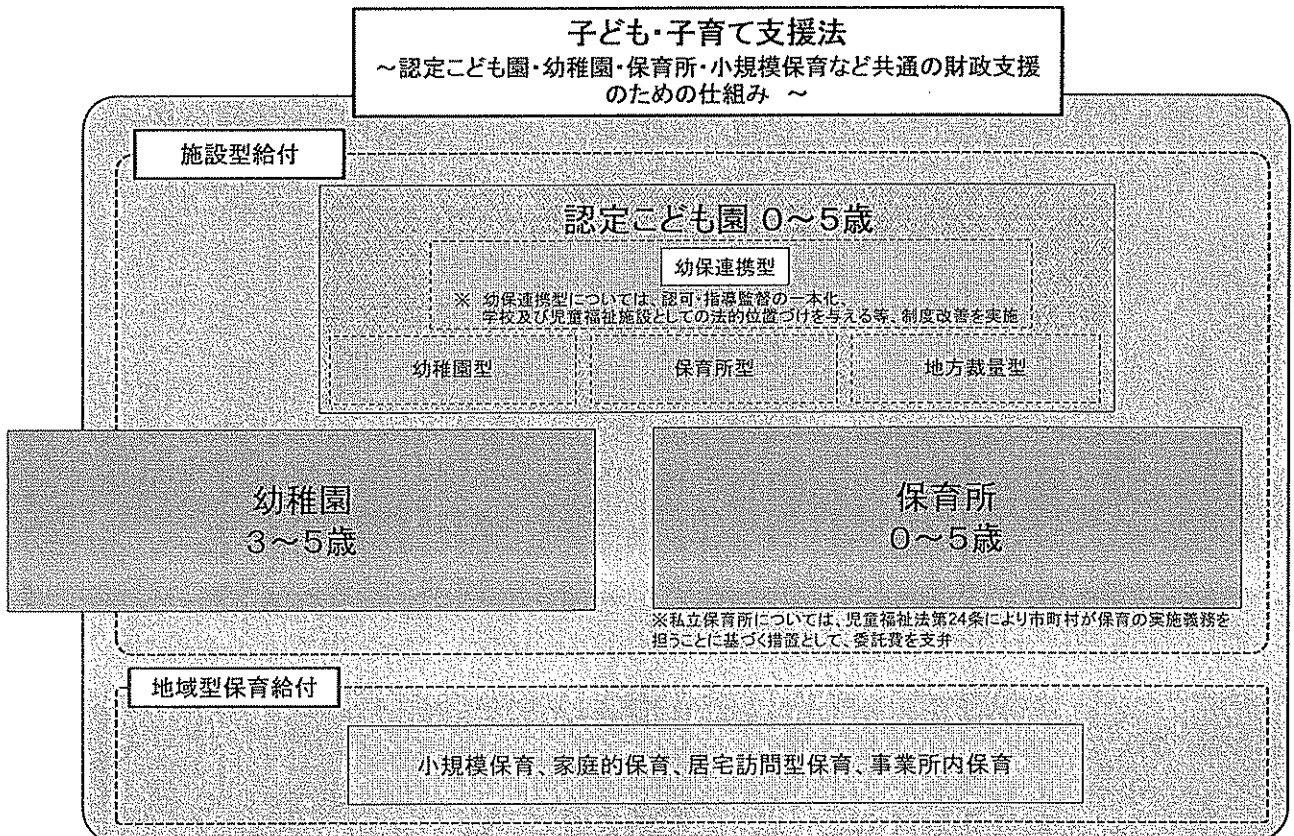 子ども・子育て支援法
～認定こども園・幼稚園・保育所・小規模保育など共通の財政支援
のための仕組み ～
施設型給付
認定こども園 0～5歳
幼保連携型
※ 幼保連携型については、認可・指導監督の一本化、
学校及び児童福祉施設としての法的位置づけを与える等、制度改善を実施
幼稚園型
保育所型
地方裁量型
幼稚園
3～5歳
保育所
0～5歳
※私立保育所については、児童福祉法第24条により市町村が保育の実施義務を
担うことに基づく措置として、委託費を支弁
地域型保育給付
小規模保育、家庭的保育、居宅訪問型保育、事業所内保育